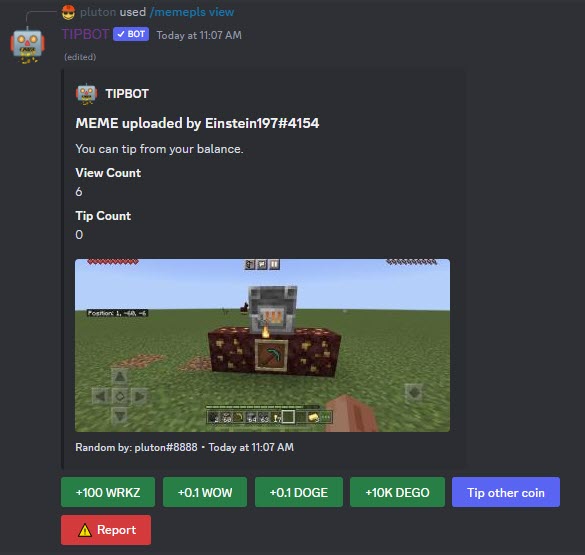 pluton used /memepls view
TIPBOT ✓ BOT Today at 11:07 AM
(edited)
TIPBOT
MEME uploaded by Einstein197#4154
You can tip from your balance.
View Count
6
Tip Count
0
Position: 1, -60, -6
Random by: pluton#8888 • Today at 11:07 AM
+100 WRKZ
+0.1 WOW
+0.1 DOGE
+10K DEGO
Tip other coin
Report